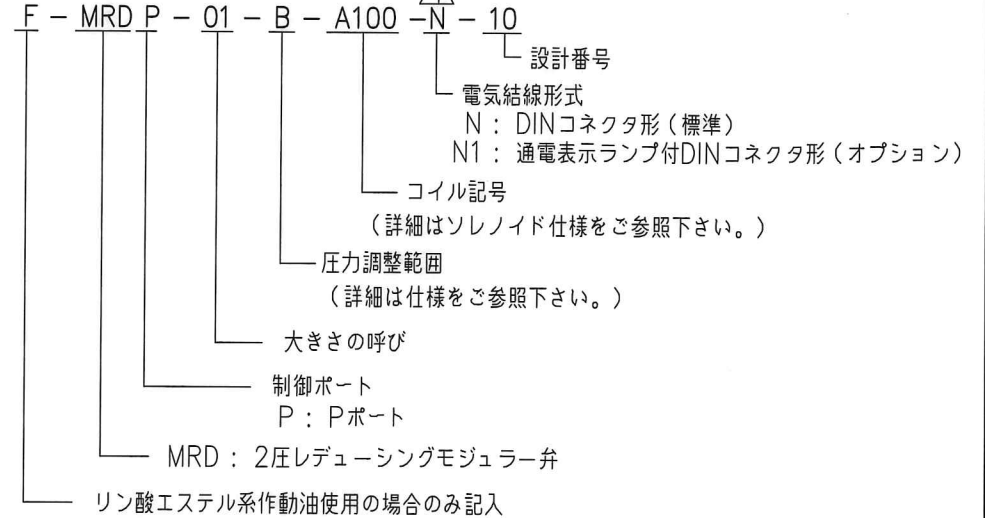 F - MRD P - 01 - B - A100 - N - 10
設計番号
電気結線形式
N : DINコネクタ形 (標準)
N1 : 通電表示ランプ付DINコネクタ形 (オプション)
コイル記号
(詳細はソレノイド仕様をご参照下さい。)
圧力調整範囲
(詳細は仕様をご参照下さい。)
大きさの呼び
制御ポート
P : Pポート
MRD : 2圧レデューシングモジュラー弁
リン酸エステル系作動油使用の場合のみ記入